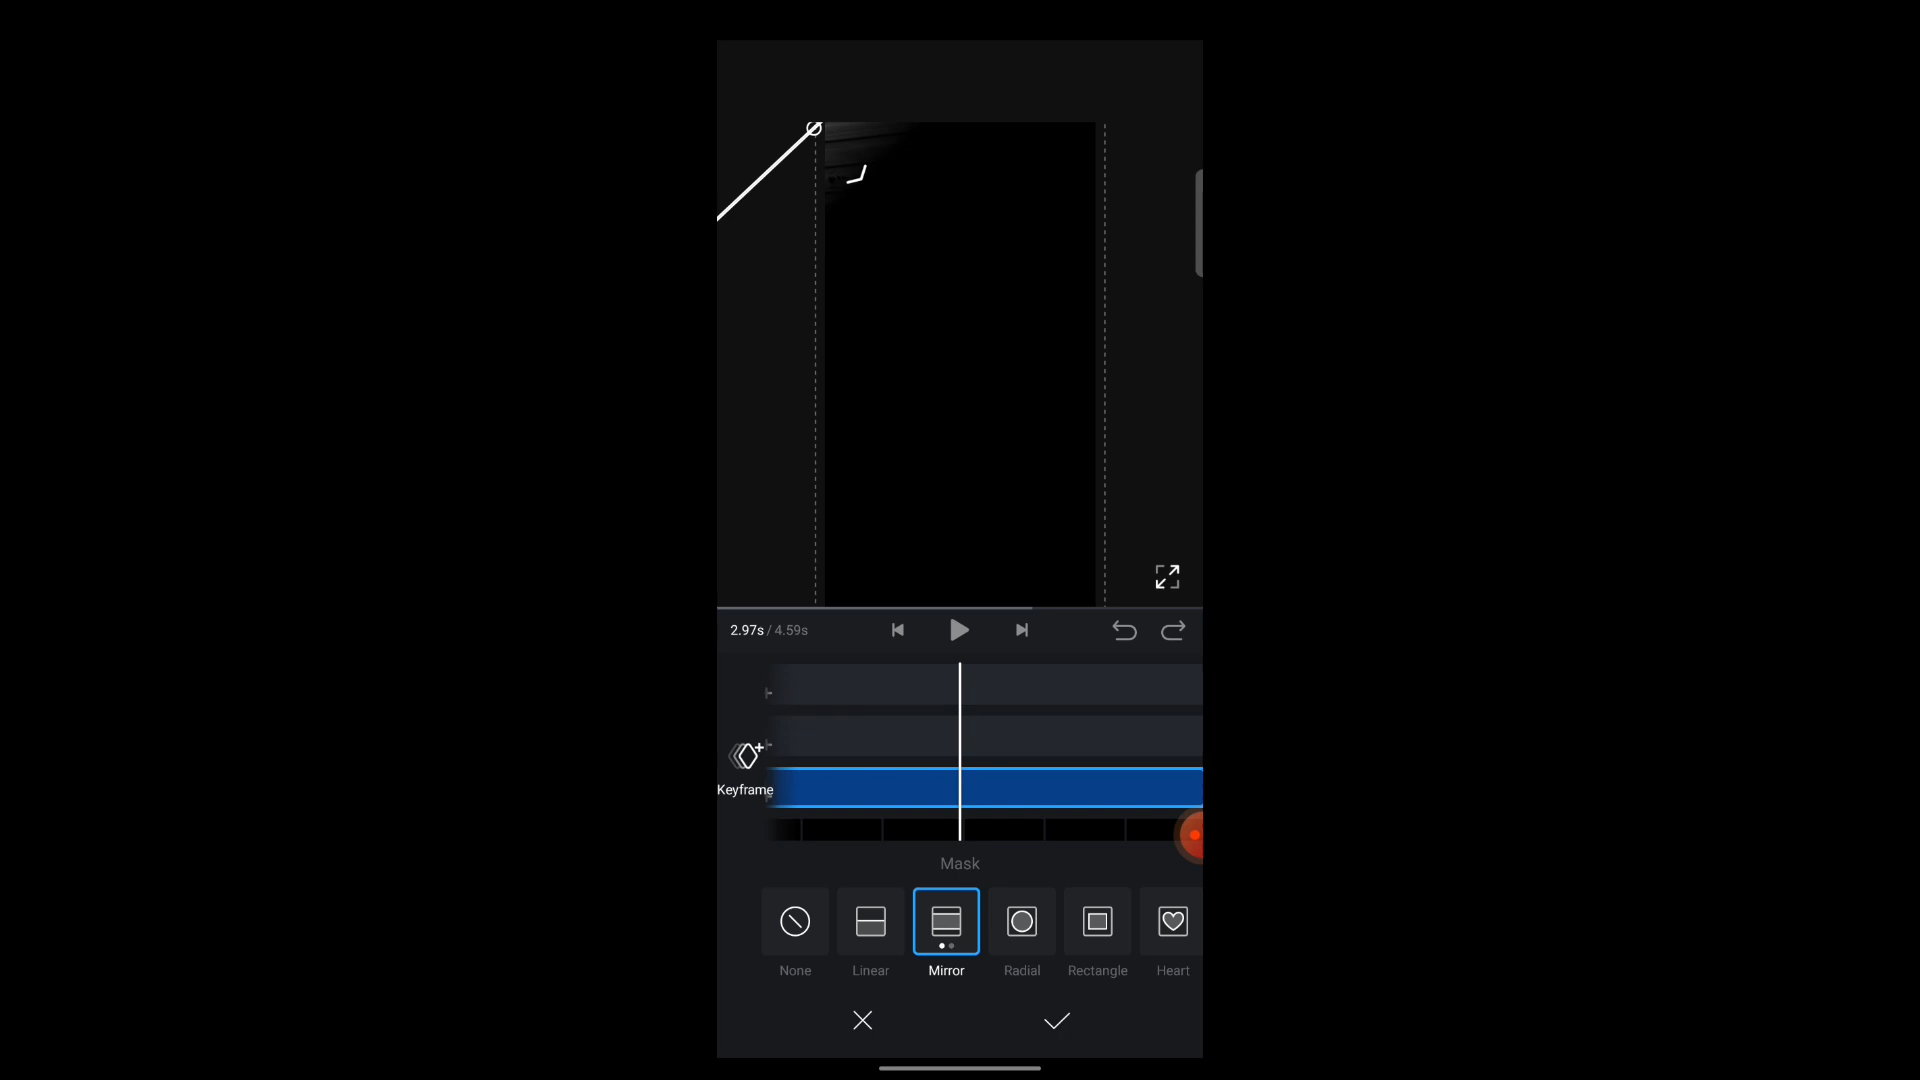 2.97s / 4.59s
Keyframe
Mask
None
Linear
Mirror
Radial
Rectangle
Heart